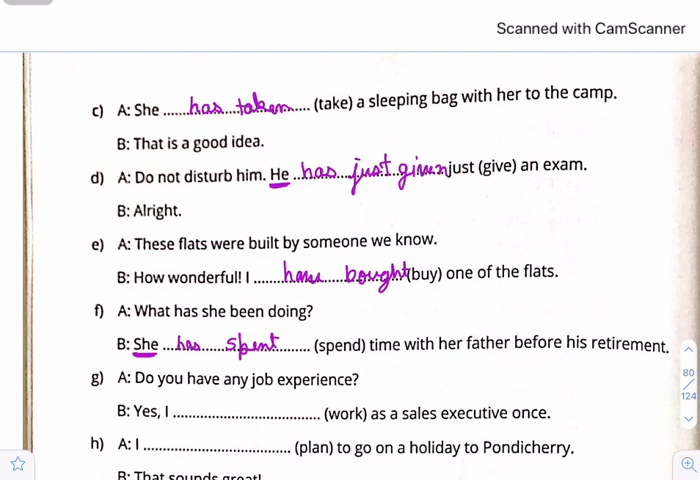 Scanned with CamScanner
c) A: She ......has...taken.... (take) a sleeping bag with her to the camp.
B: That is a good idea.
d) A: Do not disturb him. He ..has...just..given just (give) an exam.
B: Alright.
e) A: These flats were built by someone we know.
B: How wonderful! I ........have.....bought (buy) one of the flats.
f) A: What has she been doing?
B: She ...has.....spent......... (spend) time with her father before his retirement.
g) A: Do you have any job experience?
B: Yes, I .................................... (work) as a sales executive once.
h) A: I .................................... (plan) to go on a holiday to Pondicherry.
B: That sounds great!
80
124